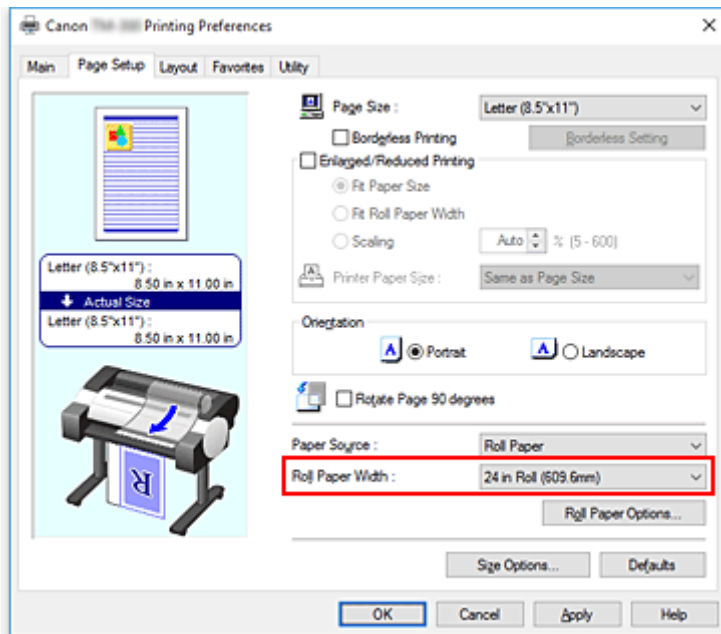 Canon Printing Preferences
Main Page Setup Layout Favorites Utility
Page Size : Letter (8.5"x11")
Borderless Printing Borderless Setting
Enlarged/Reduced Printing
Fit Paper Size
Fit Roll Paper Width
Scaling Auto % (5 - 600)
Printer Paper Size : Same as Page Size
Letter (8.5"x11") :
8.50 in x 11.00 in
Actual Size
Letter (8.5"x11") :
8.50 in x 11.00 in
Orientation
A Portrait A Landscape
Rotate Page 90 degrees
R
Paper Source : Roll Paper
Roll Paper Width : 24 in Roll (609.6mm)
Roll Paper Options...
Size Options... Defaults
OK Cancel Apply Help